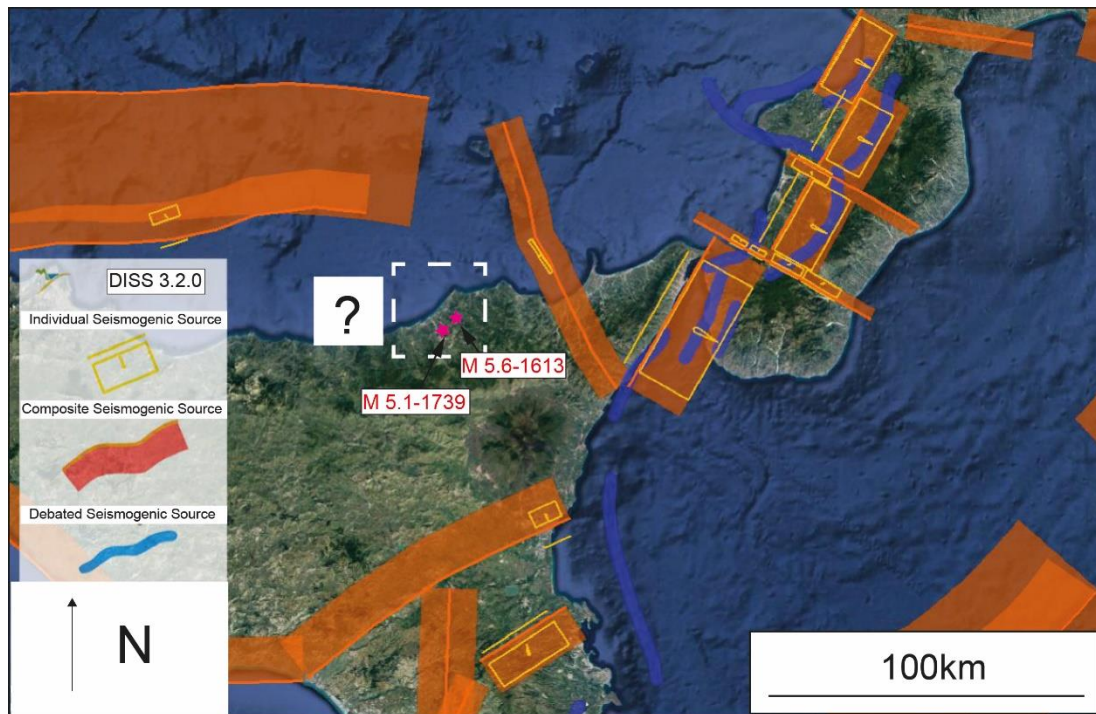 DISS 3.2.0
Individual Seismogenic Source
Composite Seismogenic Source
Debated Seismogenic Source
N
?
M 5.6-1613
M 5.1-1739
100km